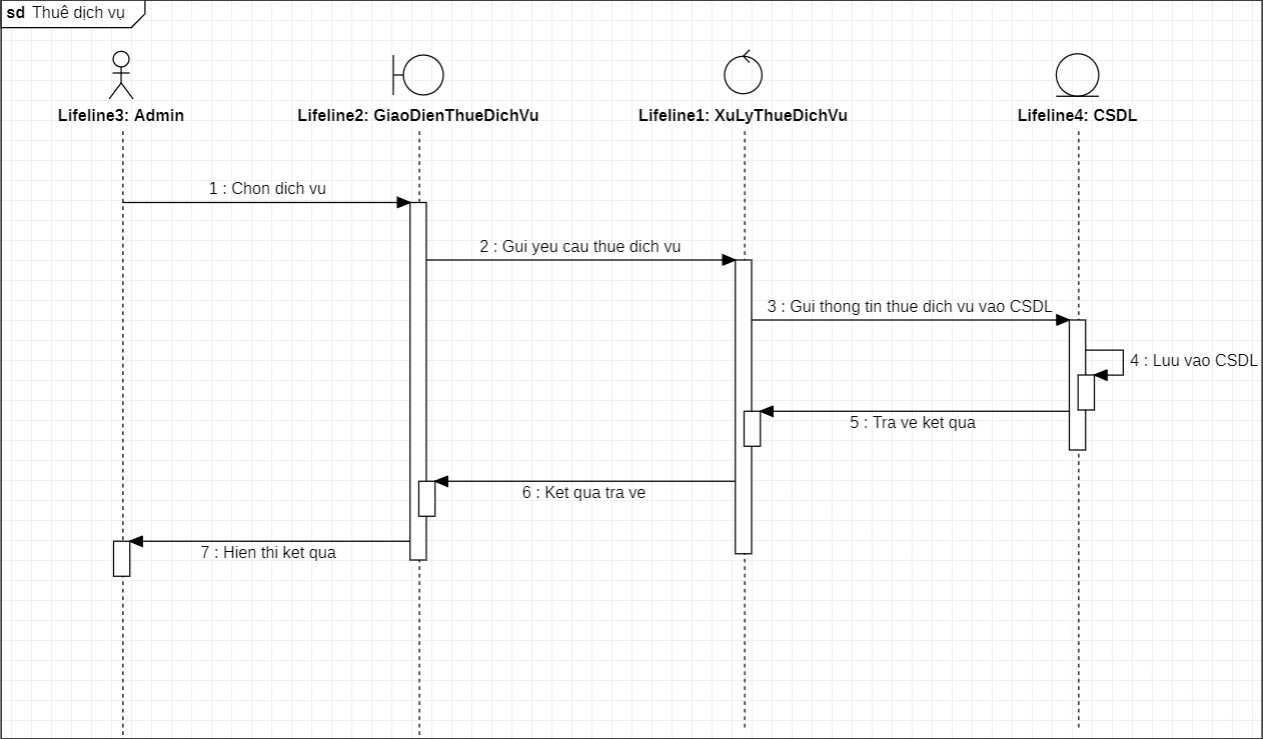 sd Thuê dịch vụ
Lifeline3: Admin
Lifeline2: GiaoDienThueDichVu
Lifeline1: XuLyThueDichVu
Lifeline4: CSDL
1 : Chon dich vu
2 : Gui yeu cau thue dich vu
3 : Gui thong tin thue dich vu vao CSDL
4 : Luu vao CSDL
5 : Tra ve ket qua
6 : Ket qua tra ve
7 : Hien thi ket qua